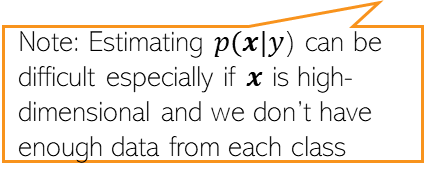 Note: Estimating 𝑝(𝒙|𝑦) can be
difficult especially if 𝒙 is high-
dimensional and we don't have
enough data from each class